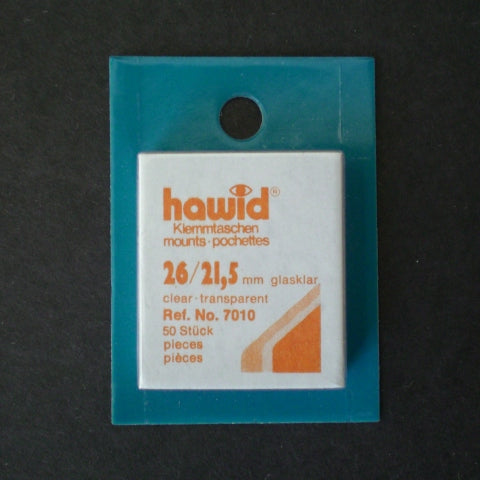 hawid®
Klemmtaschen
mounts·pochettes
26/21,5 mm glasklar
clear·transparent
Ref. No. 7010
50 Stück
pieces
pièces